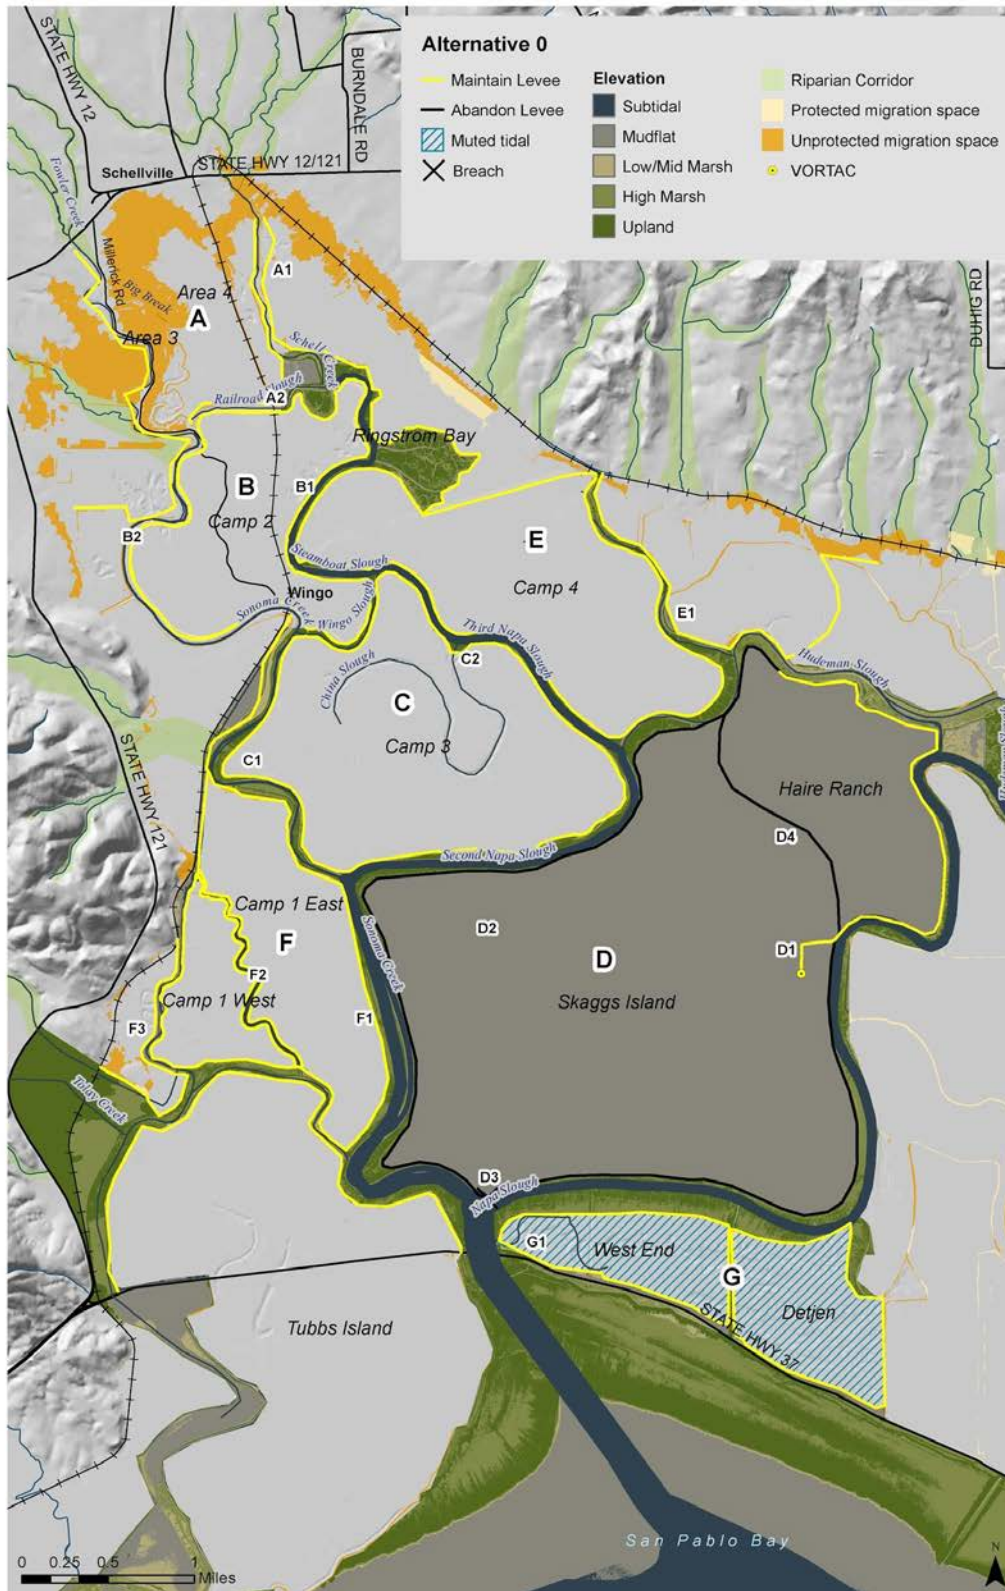 Alternative 0
Maintain Levee
Abandon Levee
Muted tidal
Breach
Elevation
Subtidal
Mudflat
Low/Mid Marsh
High Marsh
Upland
Riparian Corridor
Protected migration space
Unprotected migration space
VORTAC
STATE HWY 12
BURNDALE RD
STATE HWY 12/121
Schellville
Fowler Creek
Millerick Rd
Big Break
Area 4
A1
A
Area 3
DUHIG RD
Schell Creek
Railroad Slough
A2
Ringstrom Bay
B
B1
Camp 2
B2
E
Steamboat Slough
Camp 4
Wingo
Sonoma Creek
Wingo Slough
E1
Third Napa Slough
C2
Hudeman Slough
China Slough
C
Camp 3
C1
STATE HWY 121
Haire Ranch
D4
Second Napa Slough
Camp 1 East
Sonoma Creek
D2
D1
F
D
F2
Camp 1 West
Skaggs Island
F3
F1
Tolay Creek
D3
Napa Slough
G1
West End
G
Detjen
STATE HWY 37
Tubbs Island
San Pablo Bay
N
0 0.25 0.5 1
Miles